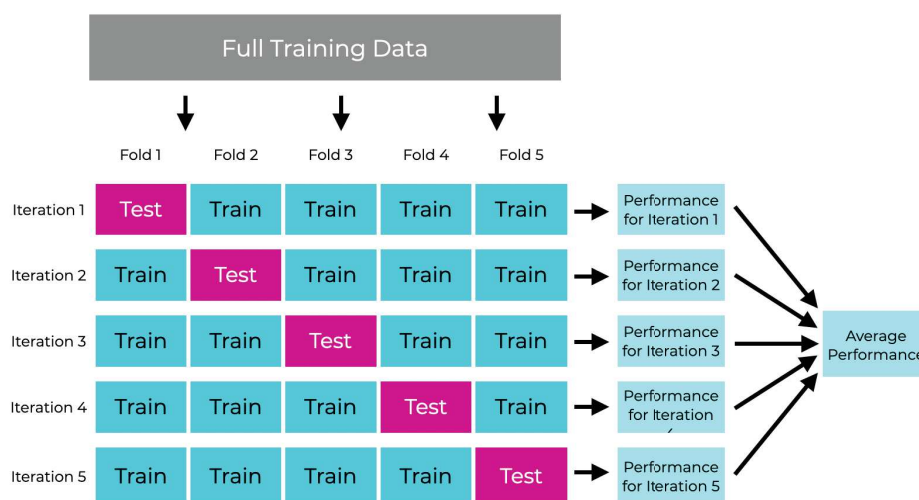 Full Training Data
Fold 1 Fold 2 Fold 3 Fold 4 Fold 5
Iteration 1 Test Train Train Train Train Performance for Iteration 1
Iteration 2 Train Test Train Train Train Performance for Iteration 2
Iteration 3 Train Train Test Train Train Performance for Iteration 3
Average Performance
Iteration 4 Train Train Train Test Train Performance for Iteration
Iteration 5 Train Train Train Train Test Performance for Iteration 5